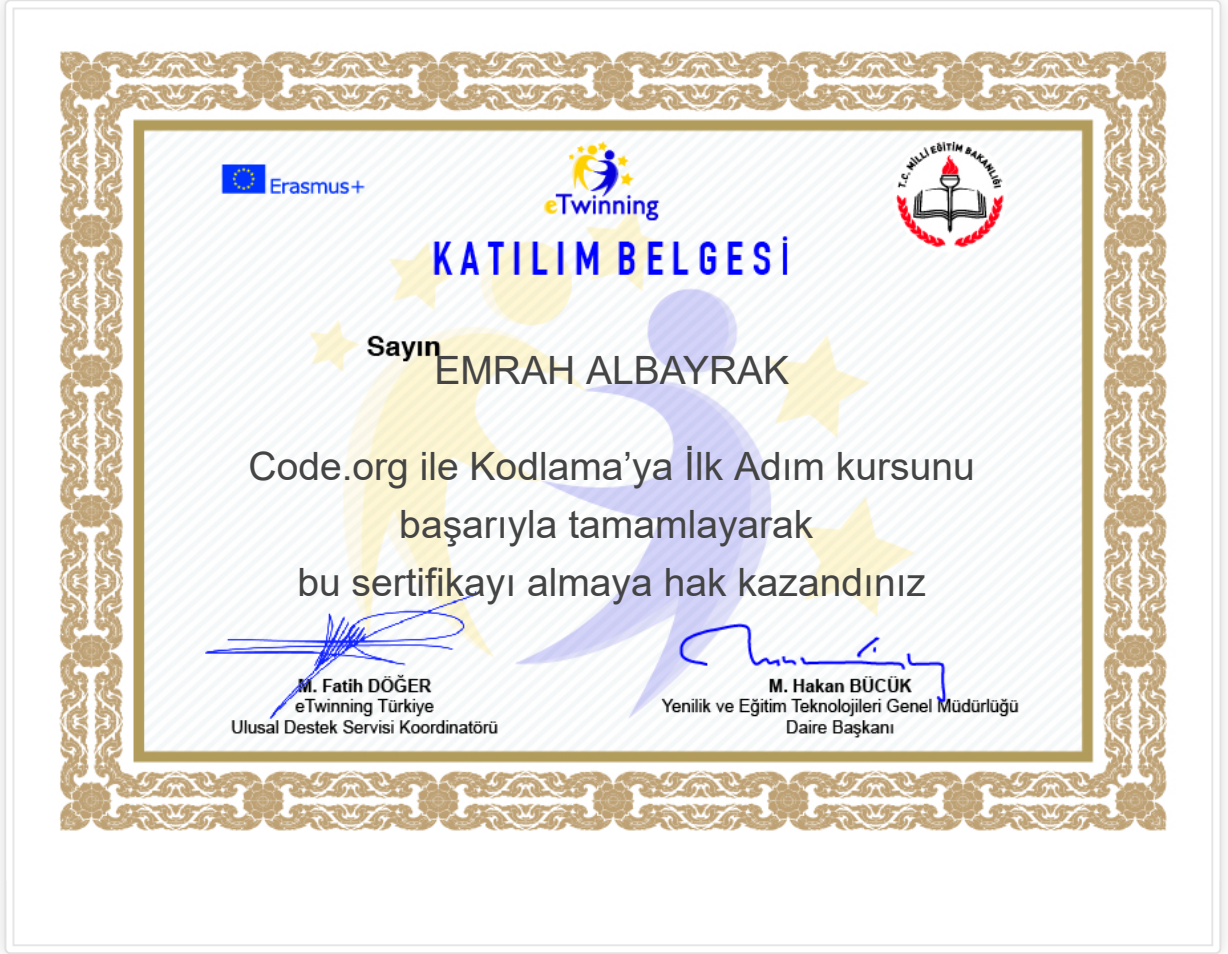 Erasmus+
eTwinning
T.C. MİLLÎ EĞİTİM BAKANLIĞI
KATILIM BELGESİ
Sayın
EMRAH ALBAYRAK
Code.org ile Kodlama’ya İlk Adım kursunu
başarıyla tamamlayarak
bu sertifikayı almaya hak kazandınız
M. Fatih DÖĞER
eTwinning Türkiye
Ulusal Destek Servisi Koordinatörü
M. Hakan BÜCÜK
Yenilik ve Eğitim Teknolojileri Genel Müdürlüğü
Daire Başkanı